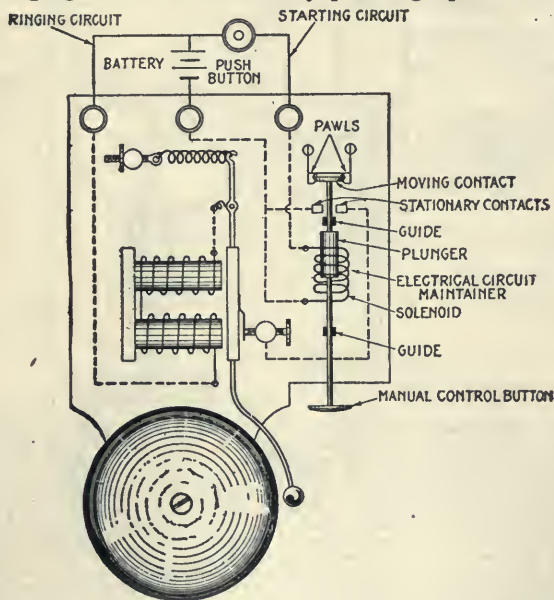 RINGING CIRCUIT
STARTING CIRCUIT
BATTERY
PUSH
BUTTON
PAWLS
MOVING CONTACT
STATIONARY CONTACTS
GUIDE
PLUNGER
ELECTRICAL CIRCUIT
MAINTAINER
SOLENOID
GUIDE
MANUAL CONTROL BUTTON